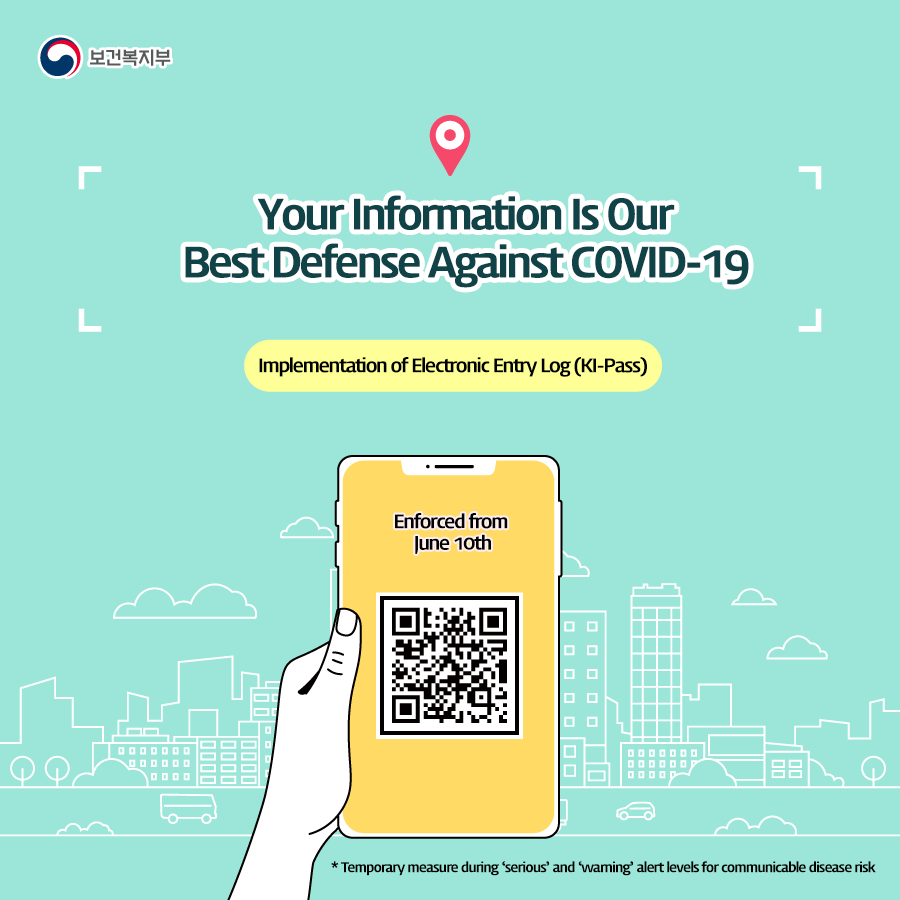 보건복지부
Your Information Is Our
Best Defense Against COVID-19
Implementation of Electronic Entry Log (KI-Pass)
Enforced from
June 10th
* Temporary measure during ‘serious’ and ‘warning’ alert levels for communicable disease risk